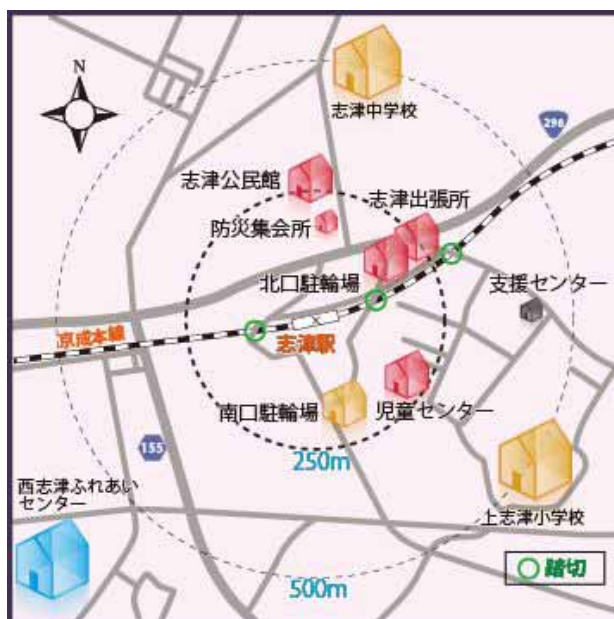 N
志津中学校
296
志津公民館
志津出張所
防災集会所
北口駐輪場
支援センター
京成本線
志津駅
南口駐輪場
児童センター
250m
155
西志津ふれあい
センター
上志津小学校
500m
踏切